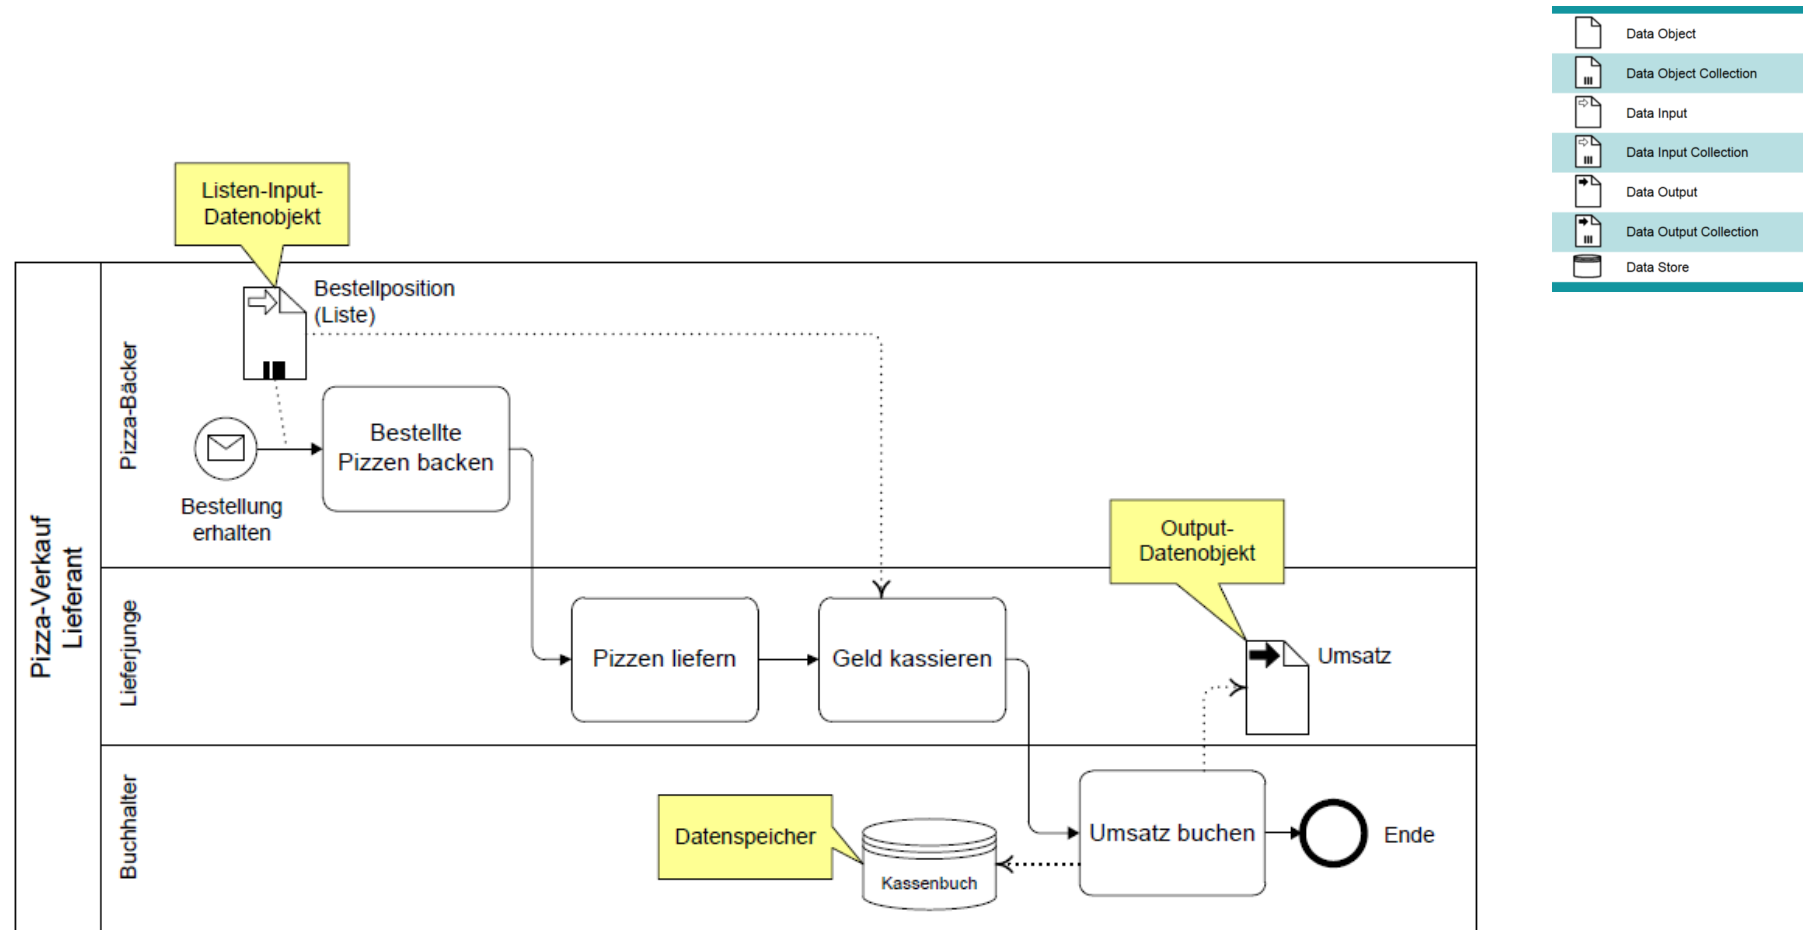 Data Object
Data Object Collection
Data Input
Data Input Collection
Data Output
Data Output Collection
Data Store
Listen-Input-
Datenobjekt
Bestellposition
(Liste)
Pizza-Verkauf
Lieferant
Pizza-Bäcker
Bestellte
Pizzen backen
Bestellung
erhalten
Output-
Datenobjekt
Lieferjunge
Pizzen liefern
Geld kassieren
Umsatz
Buchhalter
Datenspeicher
Kassenbuch
Umsatz buchen
Ende